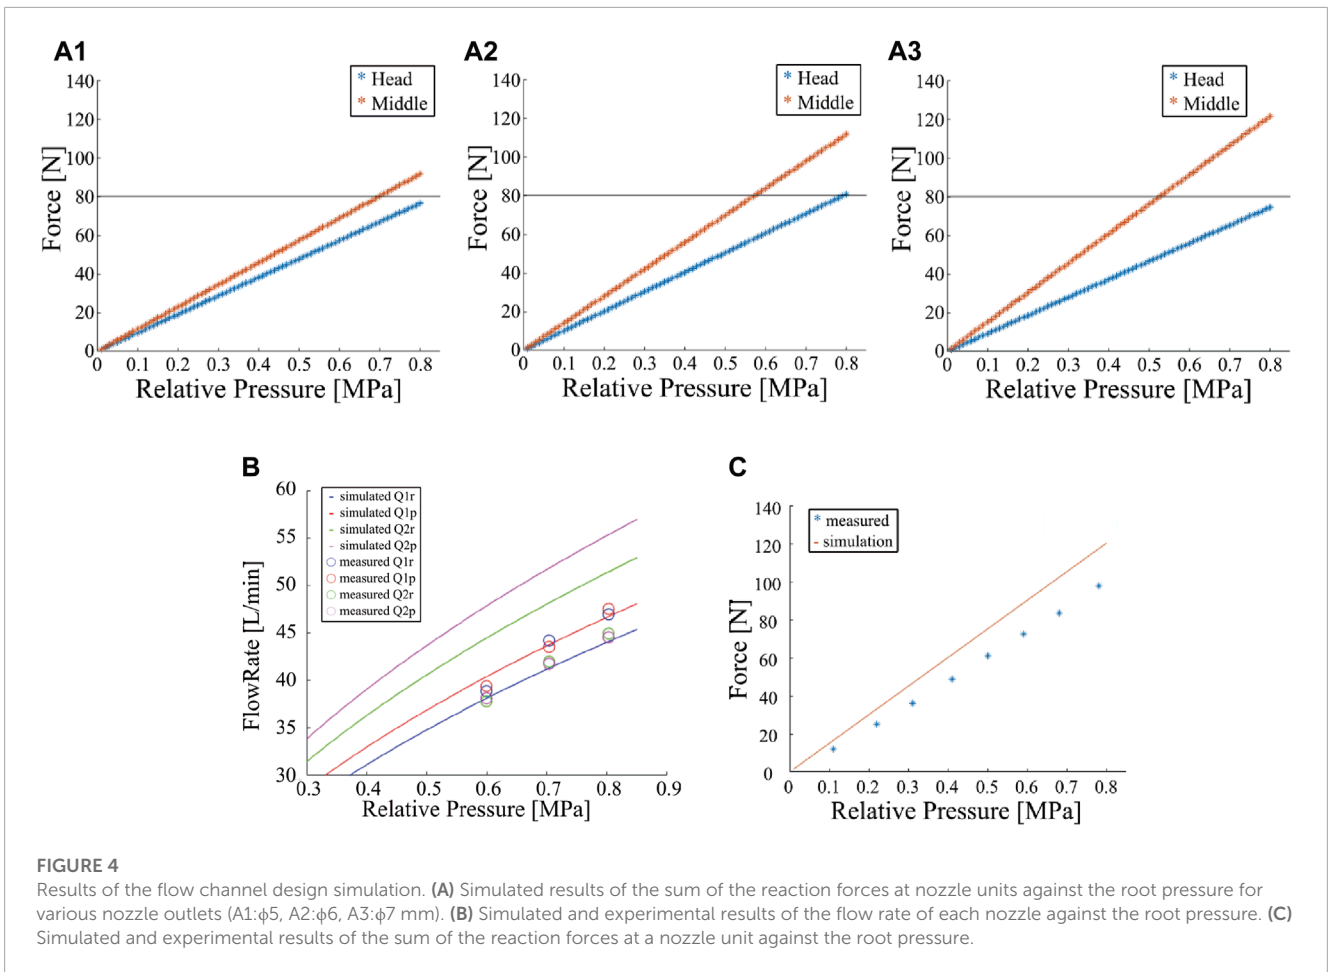 A1
Head
Middle
140
120
100
80
60
40
20
0
Force [N]
0 0.1 0.2 0.3 0.4 0.5 0.6 0.7 0.8
Relative Pressure [MPa]
A2
Head
Middle
140
120
100
80
60
40
20
0
Force [N]
0 0.1 0.2 0.3 0.4 0.5 0.6 0.7 0.8
Relative Pressure [MPa]
A3
Head
Middle
140
120
100
80
60
40
20
0
Force [N]
0 0.1 0.2 0.3 0.4 0.5 0.6 0.7 0.8
Relative Pressure [MPa]
B
simulated Q1r
simulated Q1p
simulated Q2r
simulated Q2p
measured Q1r
measured Q1p
measured Q2r
measured Q2p
60
55
50
45
40
35
30
FlowRate [L/min]
0.3 0.4 0.5 0.6 0.7 0.8 0.9
Relative Pressure [MPa]
C
measured
simulation
140
120
100
80
60
40
20
0
Force [N]
0 0.1 0.2 0.3 0.4 0.5 0.6 0.7 0.8
Relative Pressure [MPa]
FIGURE 4
Results of the flow channel design simulation. (A) Simulated results of the sum of the reaction forces at nozzle units against the root pressure for
various nozzle outlets (A1:ϕ5, A2:ϕ6, A3:ϕ7 mm). (B) Simulated and experimental results of the flow rate of each nozzle against the root pressure. (C)
Simulated and experimental results of the sum of the reaction forces at a nozzle unit against the root pressure.